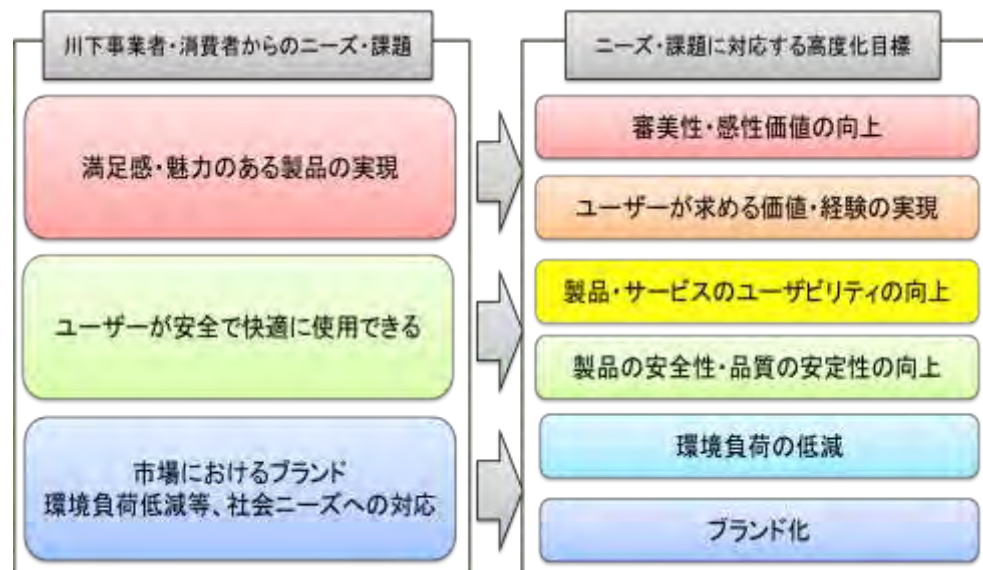 川下事業者・消費者からのニーズ・課題
満足感・魅力のある製品の実現
ユーザーが安全で快適に使用できる
市場におけるブランド
環境負荷低減等、社会ニーズへの対応
ニーズ・課題に対応する高度化目標
審美性・感性価値の向上
ユーザーが求める価値・経験の実現
製品・サービスのユーザビリティの向上
製品の安全性・品質の安定性の向上
環境負荷の低減
ブランド化